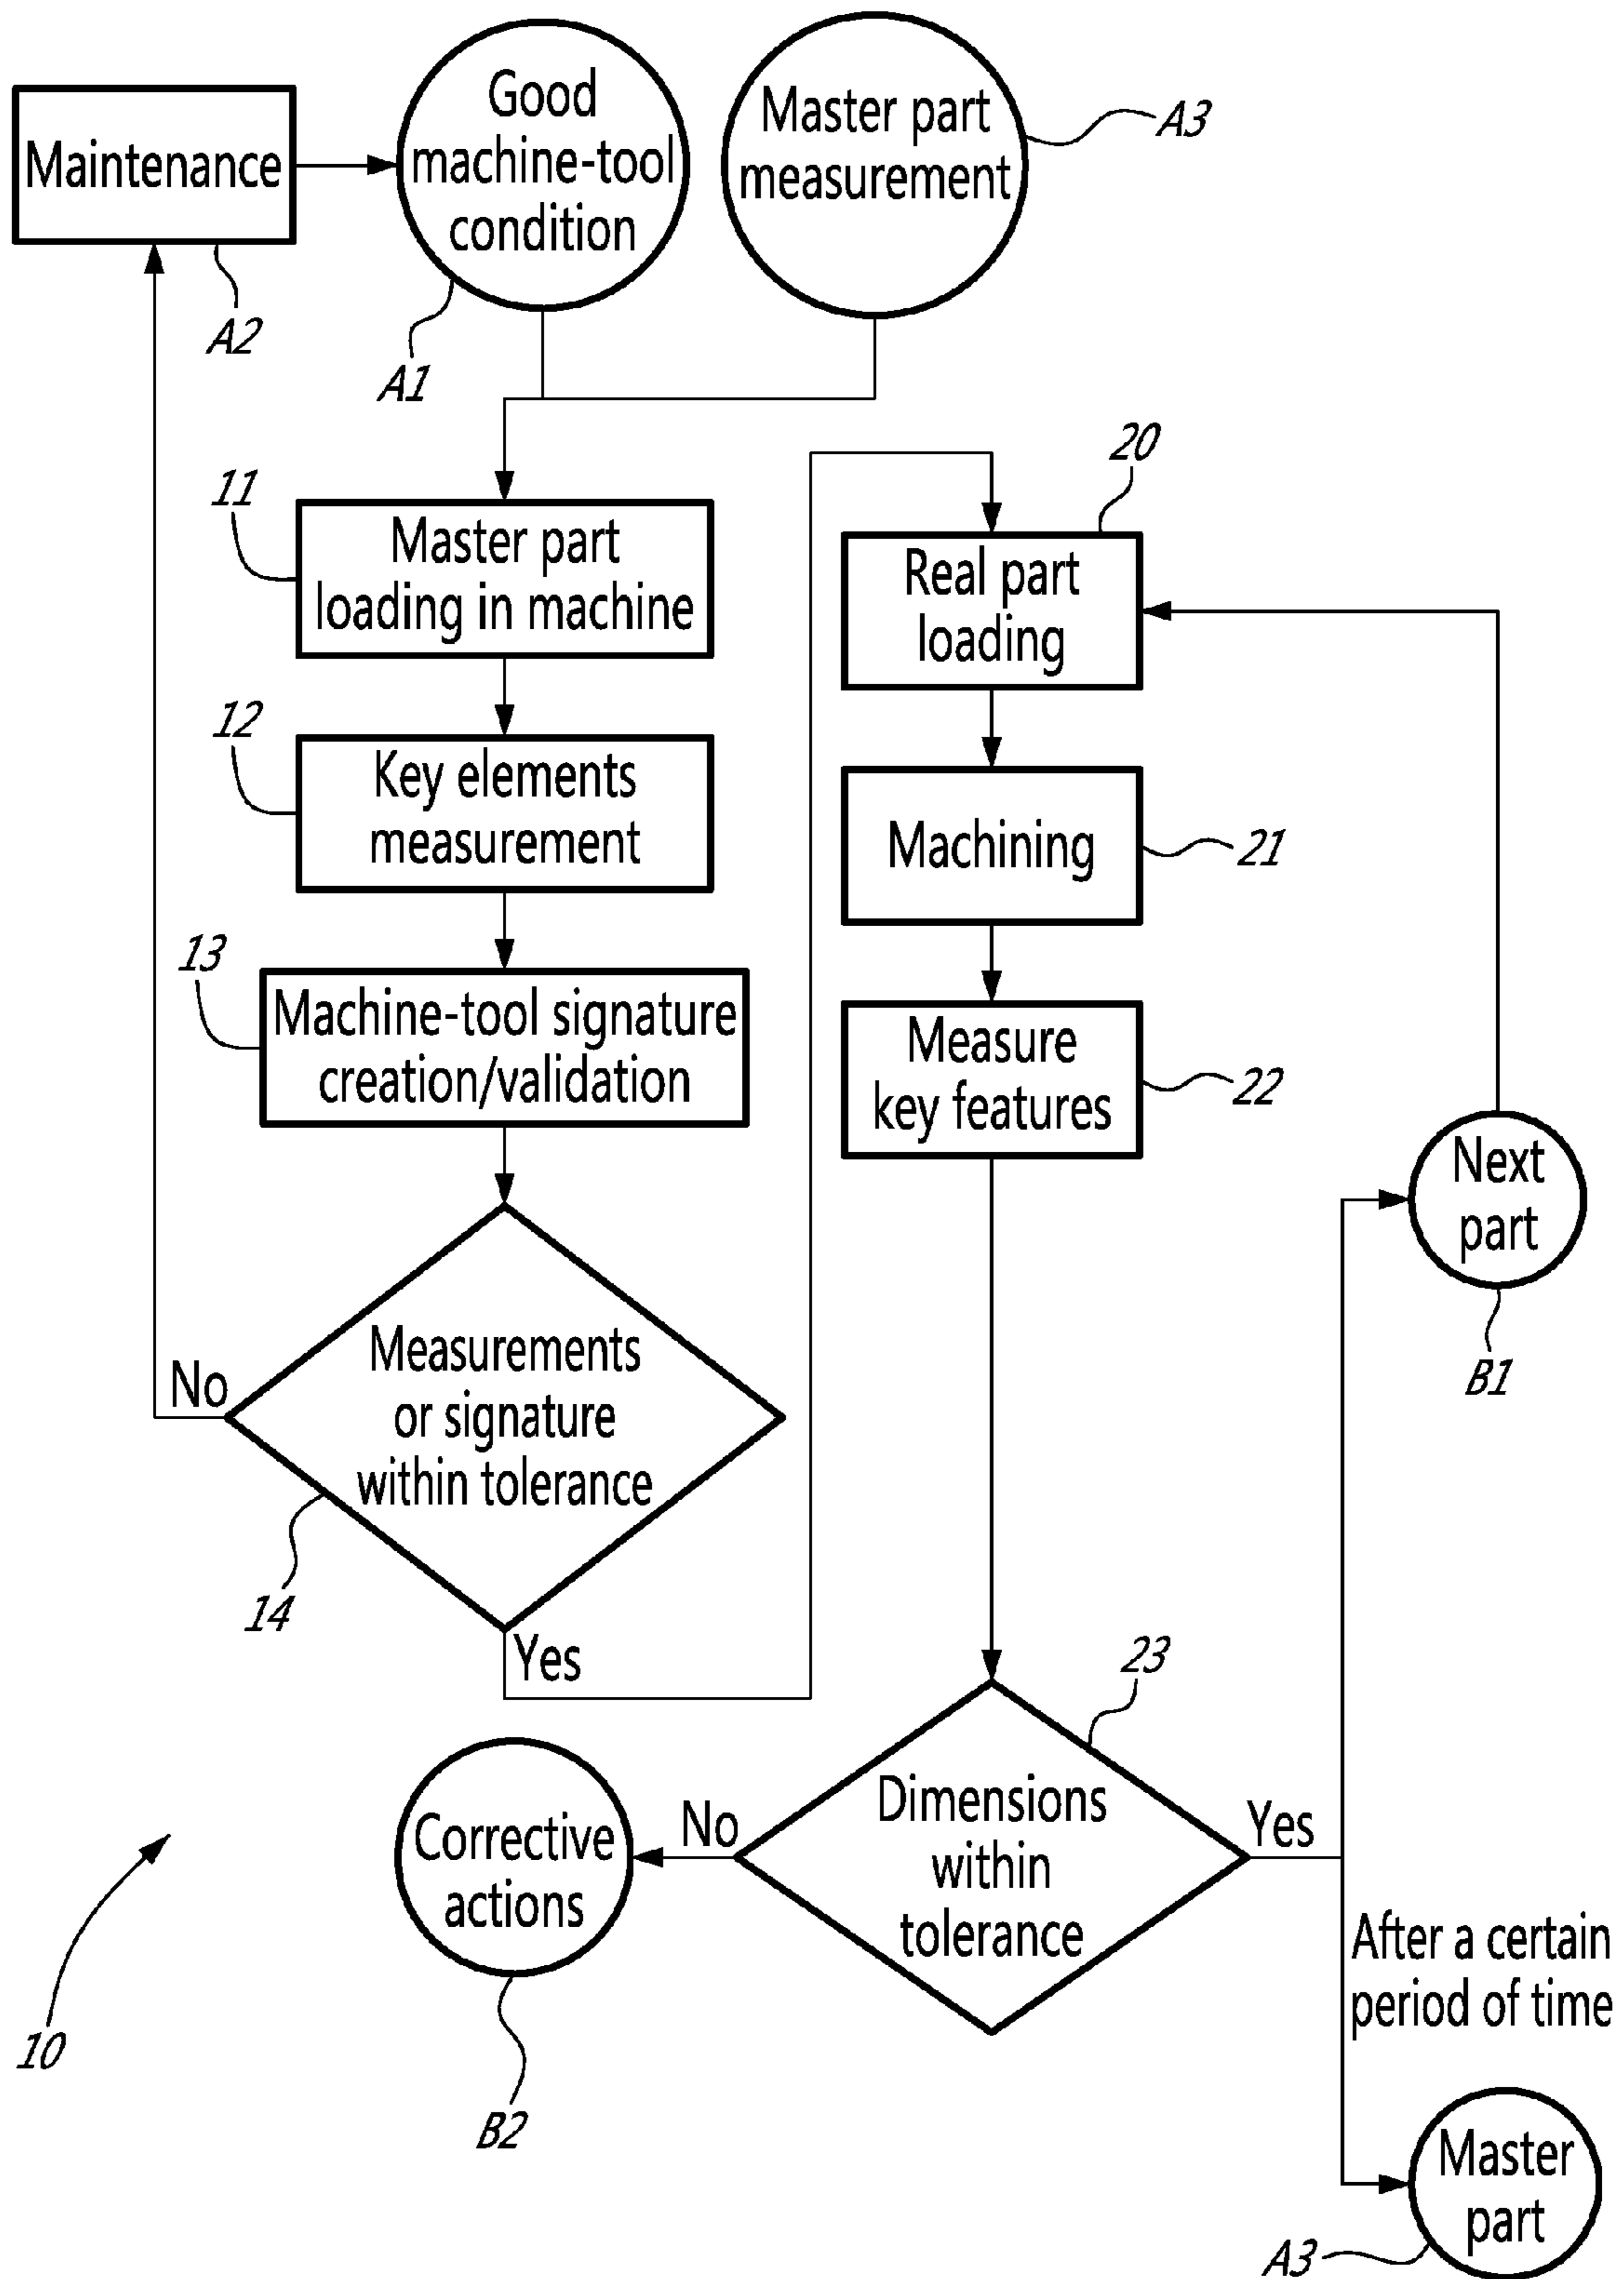 Maintenance
A2
Good
machine-tool
condition
A1
Master part
measurement
A3
11
Master part
loading in machine
12
Key elements
measurement
13
Machine-tool signature
creation/validation
Measurements
or signature
within tolerance
No
14
Yes
20
Real part
loading
Machining
21
Measure
key features
22
Next
part
B1
23
Dimensions
within
tolerance
No
Yes
Corrective
actions
B2
After a certain
period of time
Master
part
A3
10